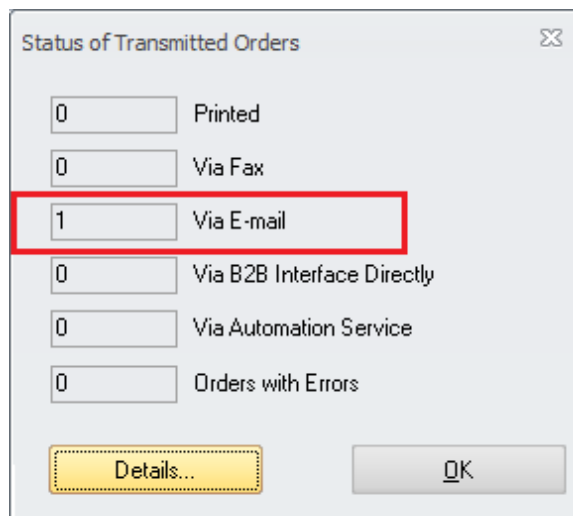 Status of Transmitted Orders
0 Printed
0 Via Fax
1 Via E-mail
0 Via B2B Interface Directly
0 Via Automation Service
0 Orders with Errors
Details... OK